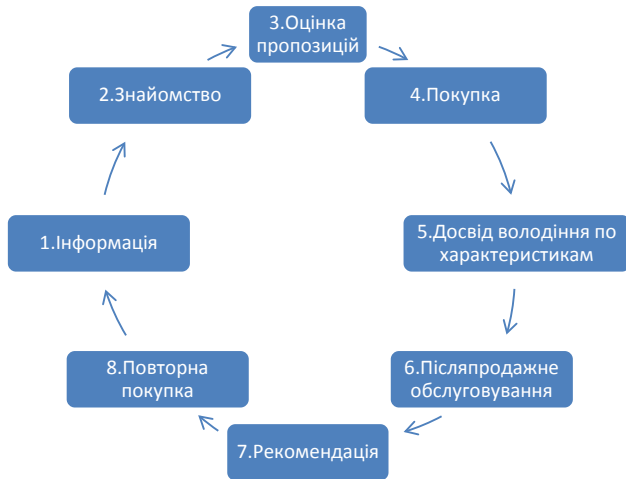 3.Оцінка
пропозицій
2.Знайомство
4.Покупка
1.Інформація
5.Досвід володіння по
характеристикам
8.Повторна
покупка
6.Післяпродажне
обслуговування
7.Рекомендація